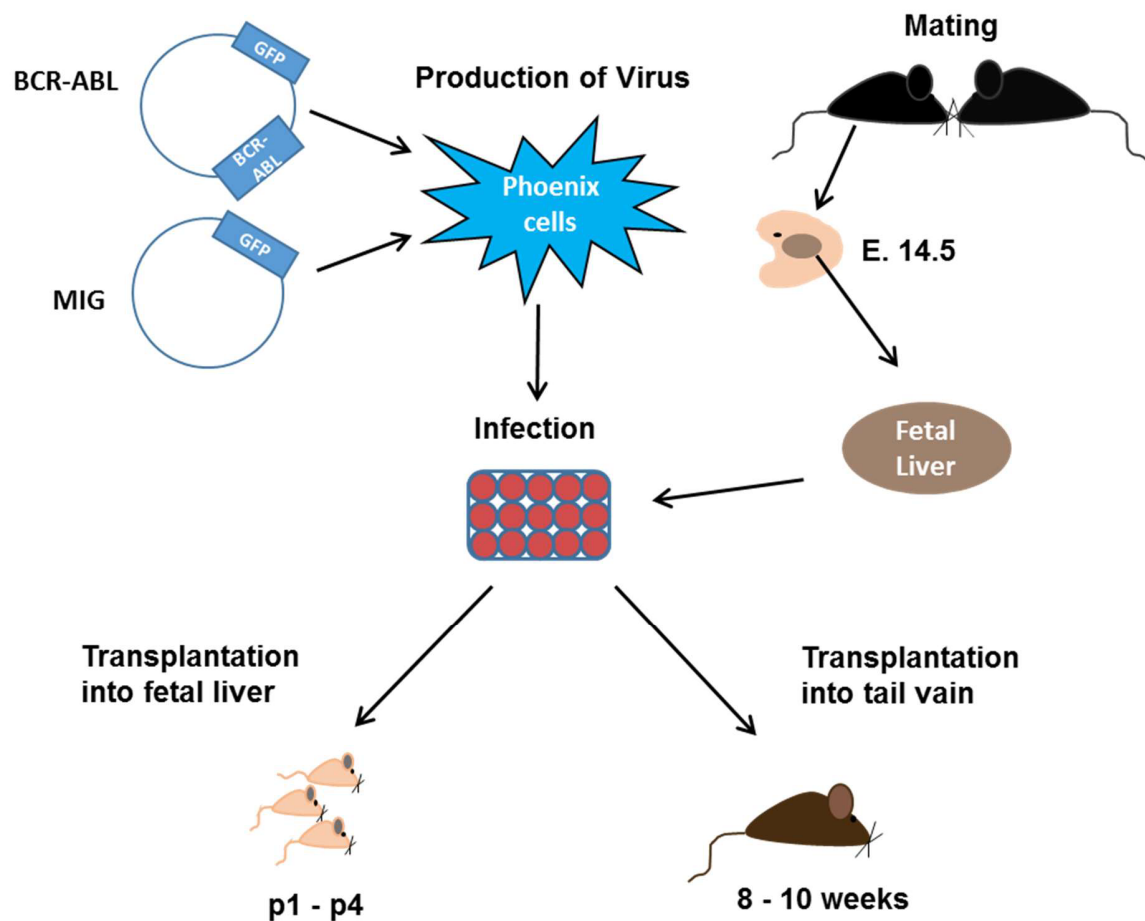 BCR-ABL
GFP
BCR-
ABL
MIG
GFP
Production of Virus
Phoenix
cells
Mating
E. 14.5
Fetal
Liver
Infection
Transplantation
into fetal liver
Transplantation
into tail vain
p1 - p4
8 - 10 weeks